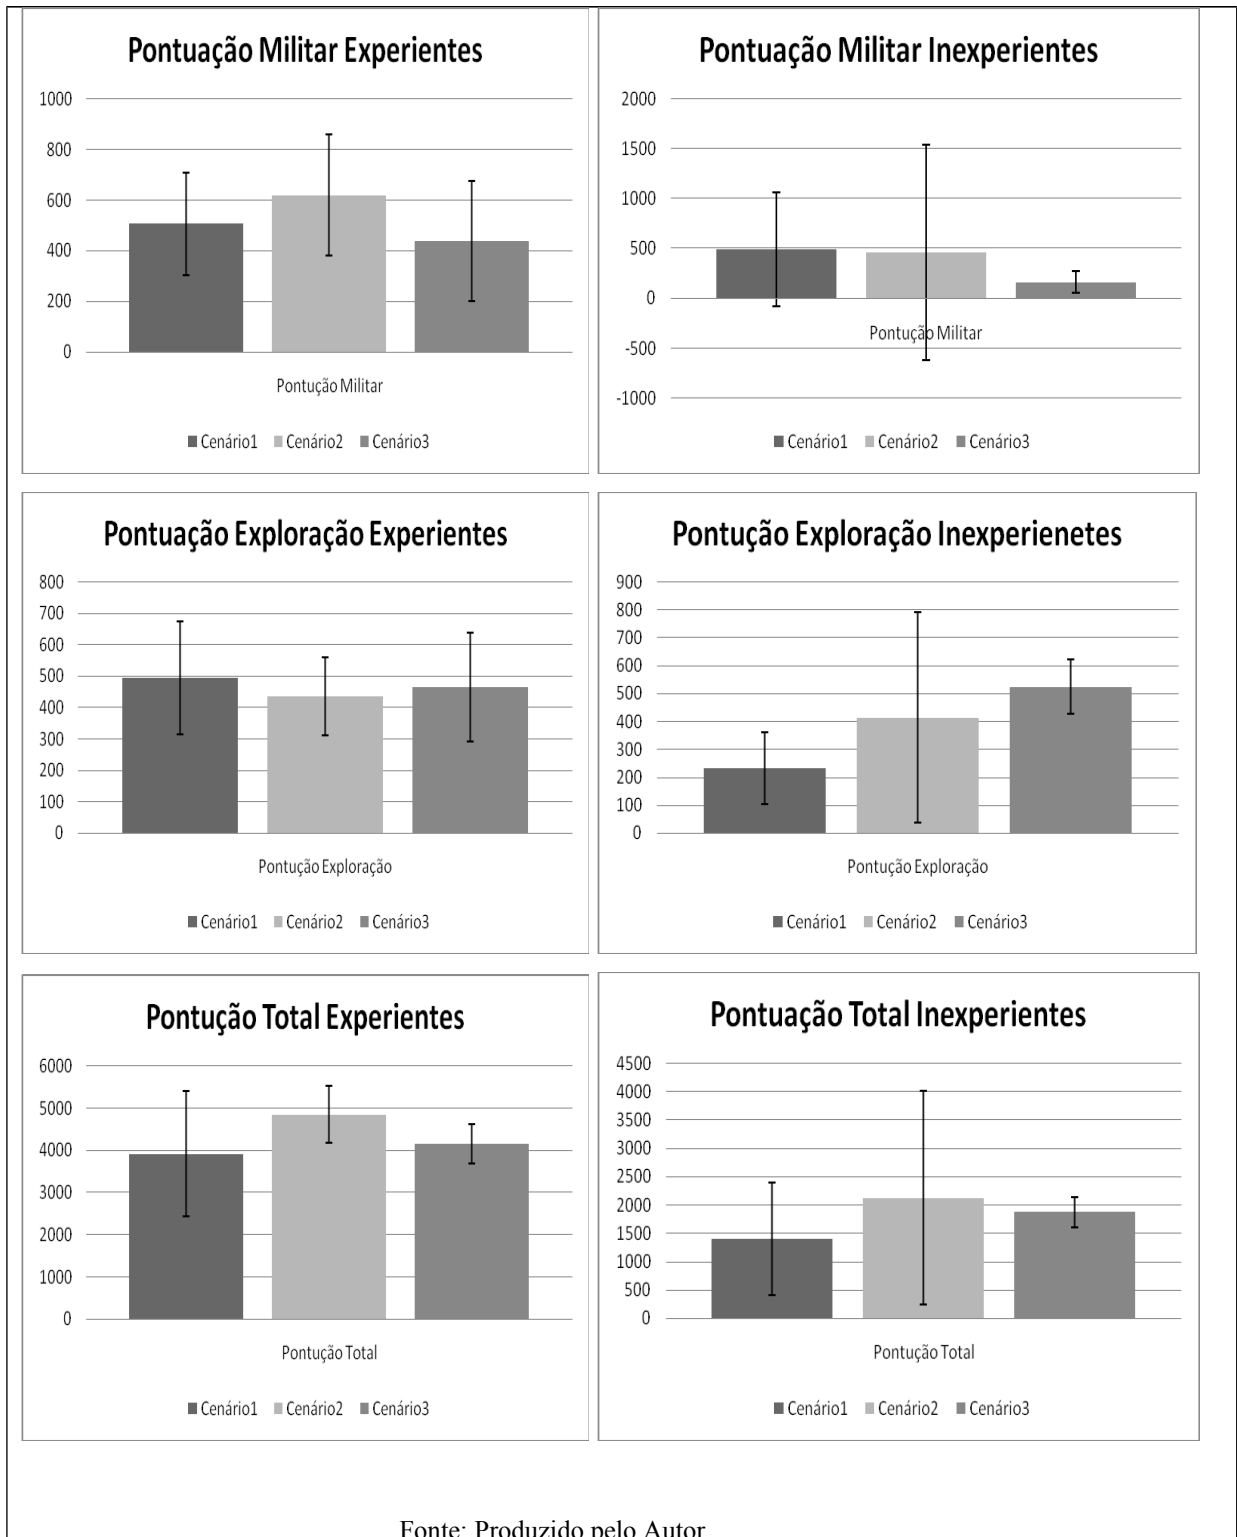 Pontuação Militar Experientes
1000
800
600
400
200
0
Pontução Militar
Cenário1 Cenário2 Cenário3
Pontuação Militar Inexperientes
2000
1500
1000
500
0
-500
-1000
Pontução Militar
Cenário1 Cenário2 Cenário3
Pontuação Exploração Experientes
800
700
600
500
400
300
200
100
0
Pontução Exploração
Cenário1 Cenário2 Cenário3
Pontução Exploração Inexperienetes
900
800
700
600
500
400
300
200
100
0
Pontução Exploração
Cenário1 Cenário2 Cenário3
Pontução Total Experientes
6000
5000
4000
3000
2000
1000
0
Pontução Total
Cenário1 Cenário2 Cenário3
Pontuação Total Inexperientes
4500
4000
3500
3000
2500
2000
1500
1000
500
0
Pontução Total
Cenário1 Cenário2 Cenário3
Fonte: Produzido pelo Autor